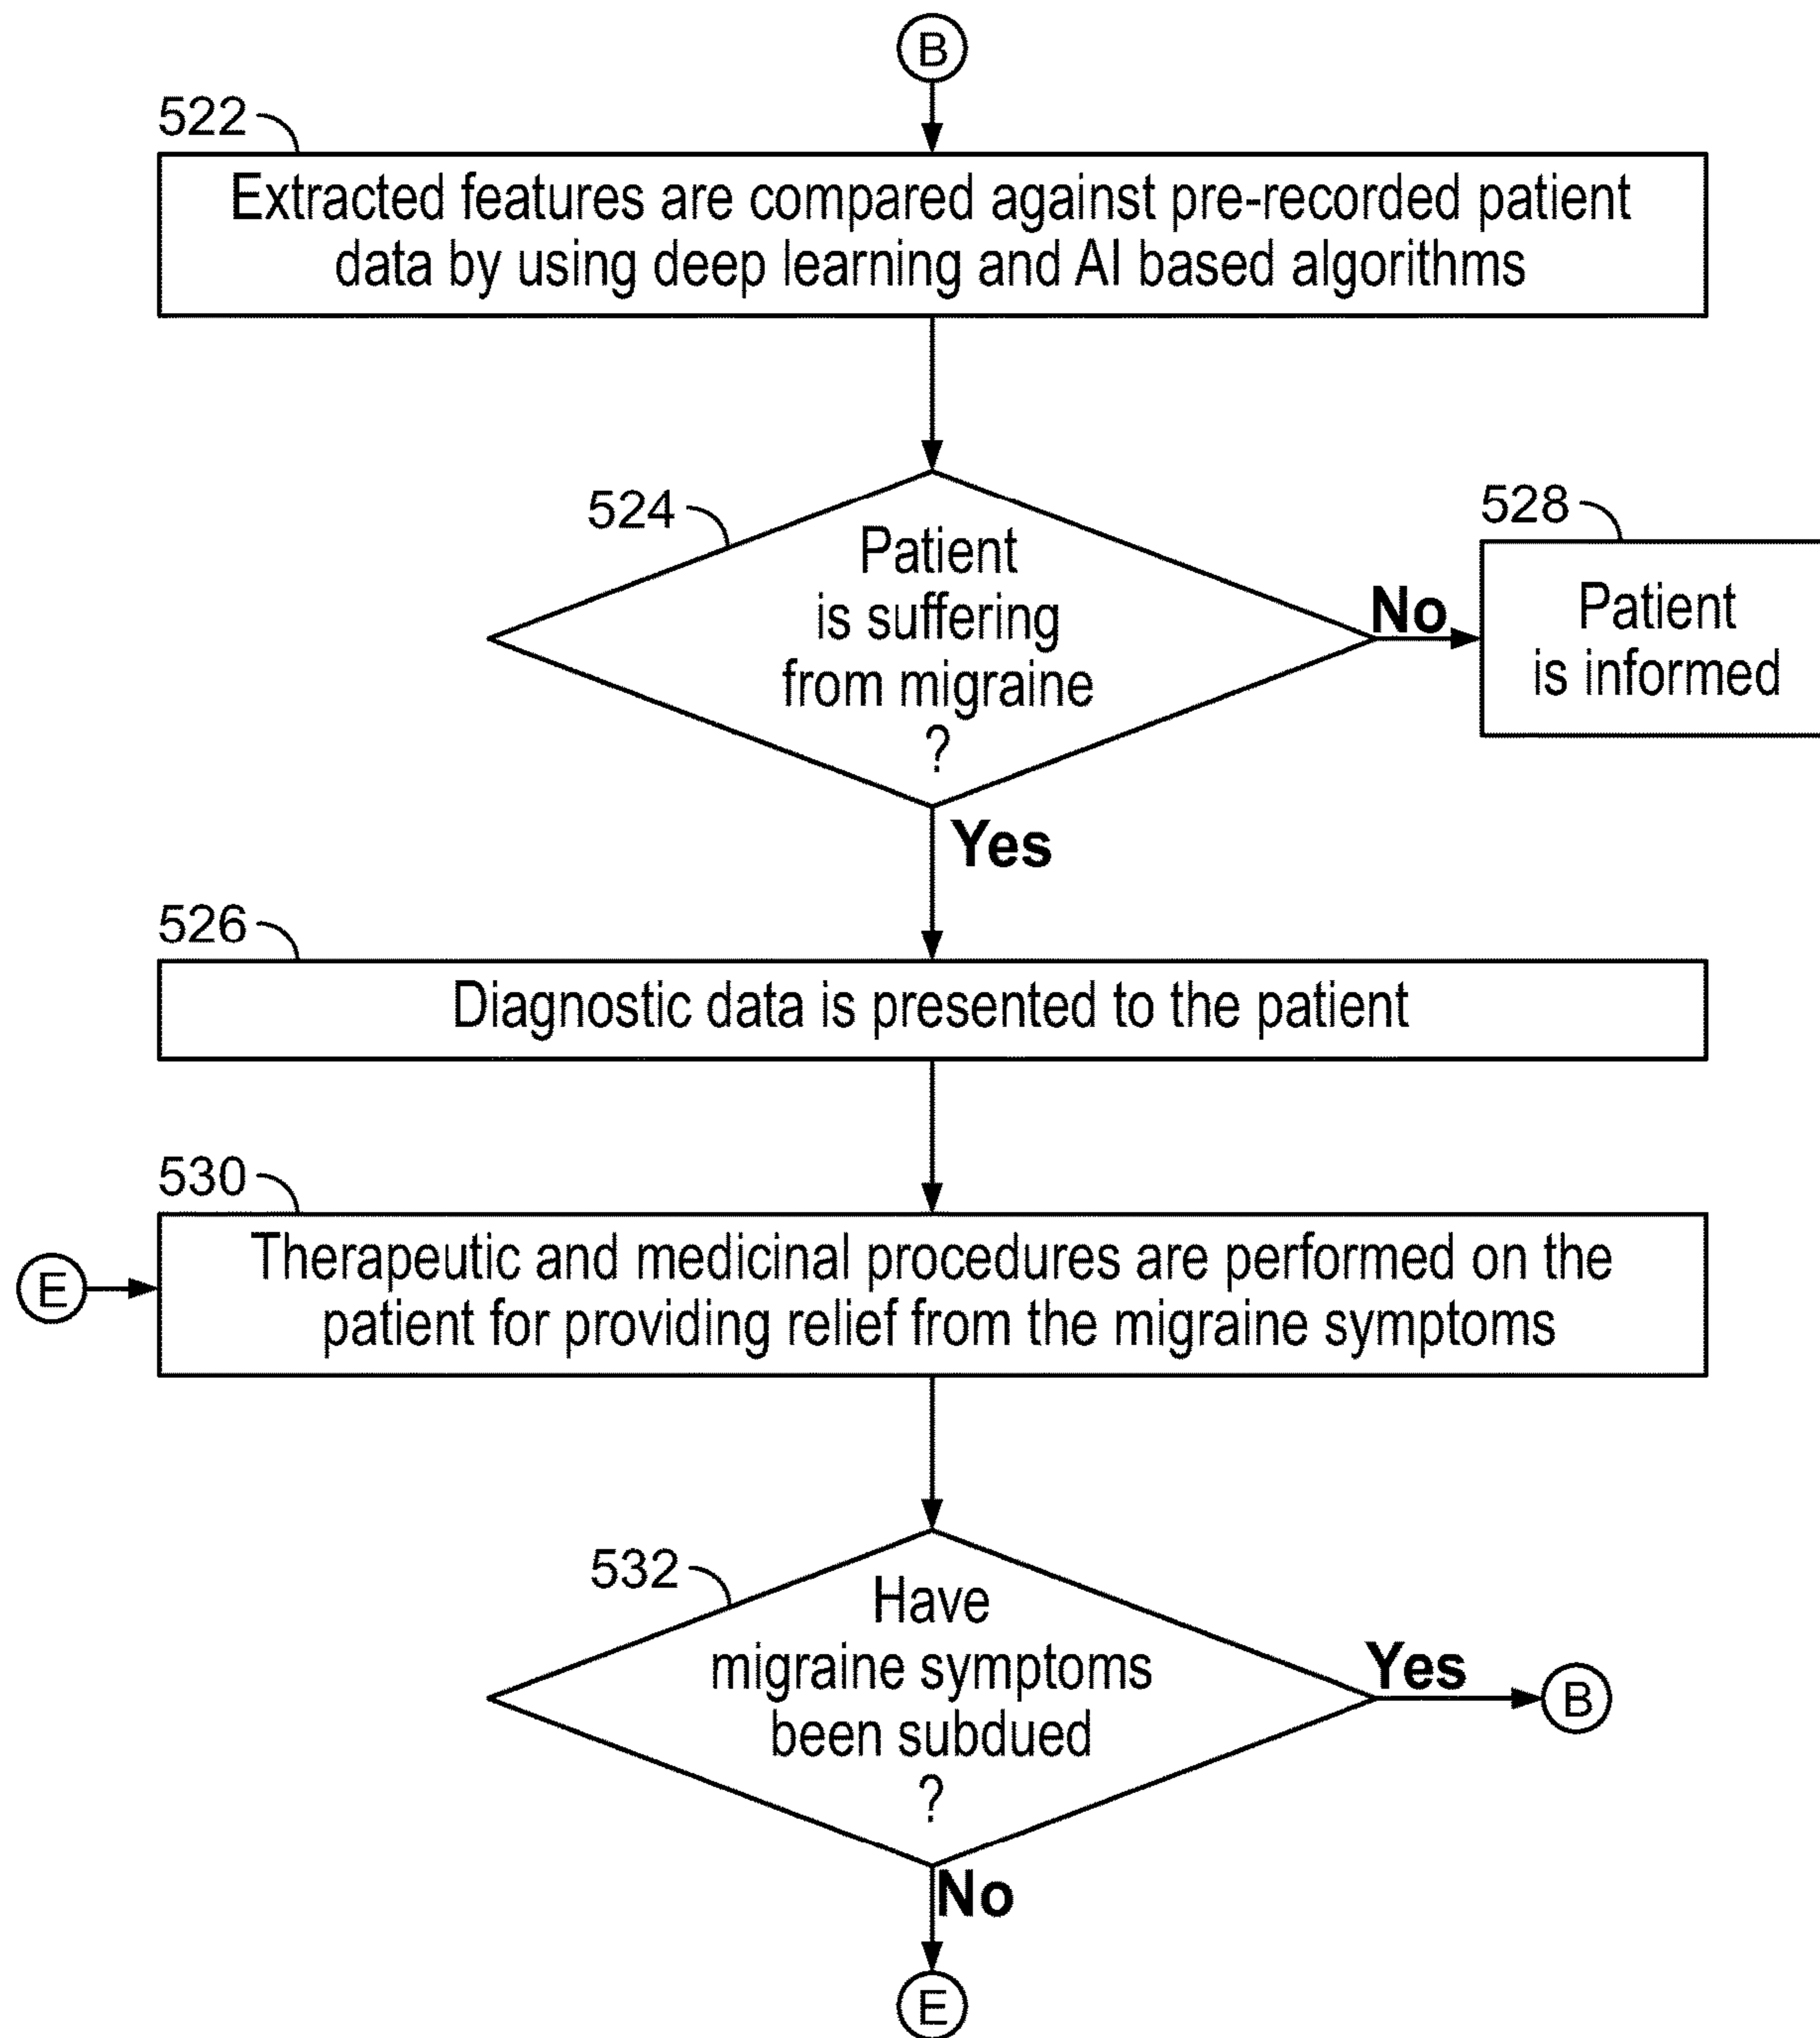 B
522
Extracted features are compared against pre-recorded patient
data by using deep learning and AI based algorithms
524
Patient
is suffering
from migraine
?
No
528
Patient
is informed
Yes
526
Diagnostic data is presented to the patient
530
E
Therapeutic and medicinal procedures are performed on the
patient for providing relief from the migraine symptoms
532
Have
migraine symptoms
been subdued
?
Yes
B
No
E